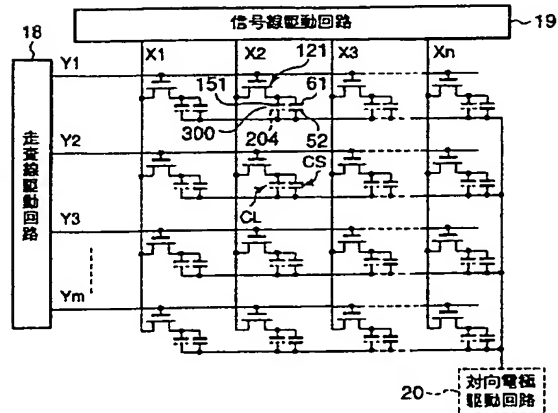 信号線駆動回路
19
18
走査線駆動回路
X1 X2 X3 Xn
121
Y1
151
61
300
204
52
Y2
CS
CL
Y3
Ym
20
対向電極
駆動回路